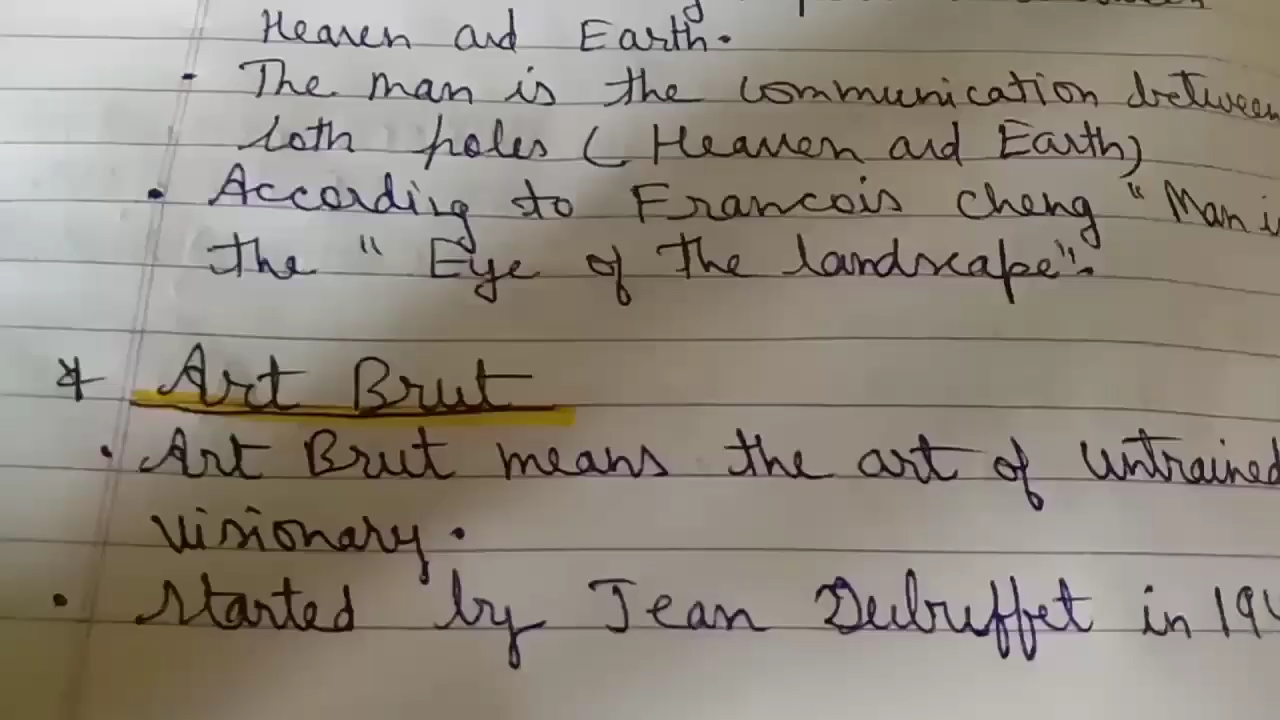 Heaven and Earth.
- The man is the communication between
both poles ( Heaven and Earth)
• According to Francois cheng "Man i
the " Eye of the landscape".
* Art Brut
• Art Brut means the art of untrained
visionary.
• Started by Jean Debuffet in 19